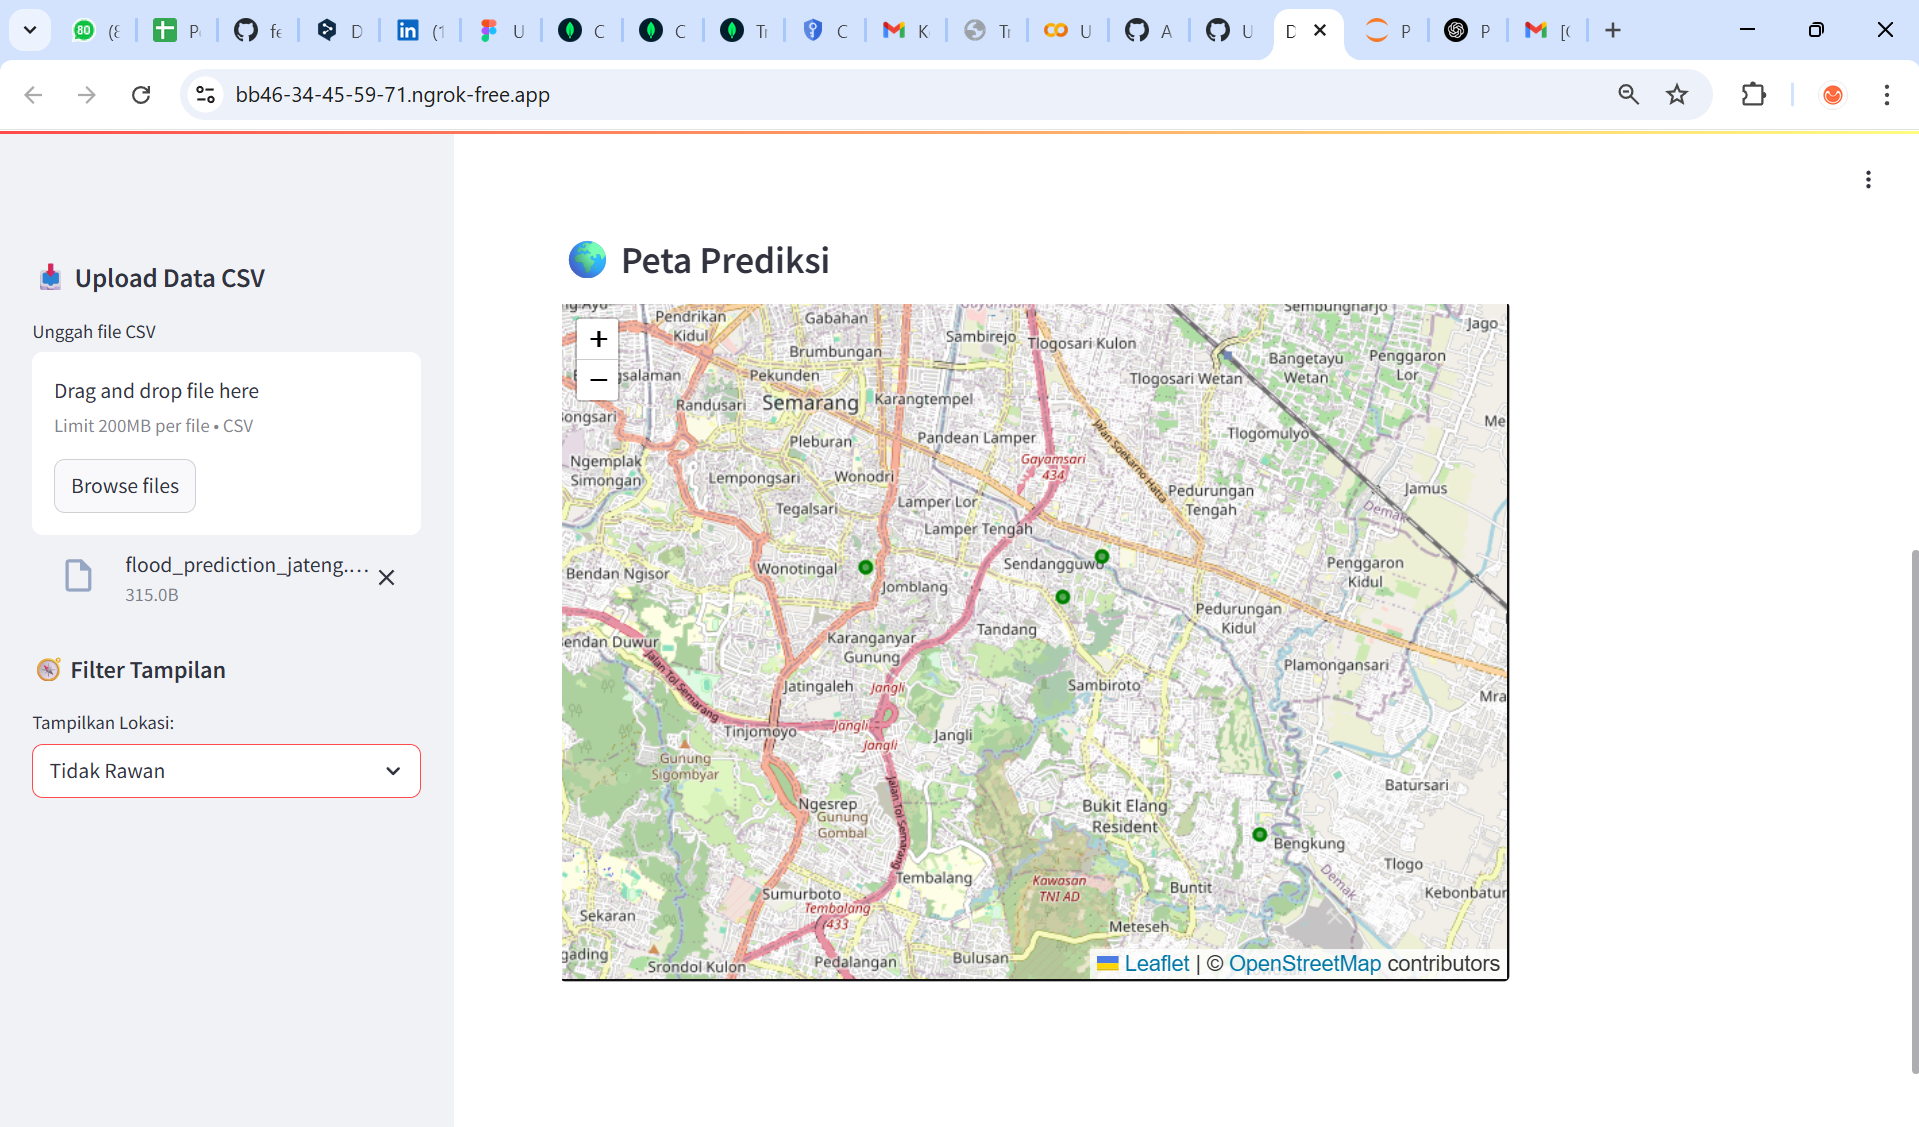 80
(8
P
fe
D
in
(1
U
C
C
Ti
C
K
Ti
U
A
U
D
P
P
[(
bb46-34-45-59-71.ngrok-free.app
Upload Data CSV
Unggah file CSV
Drag and drop file here
Limit 200MB per file • CSV
Browse files
flood_prediction_jateng....
315.0B
Filter Tampilan
Tampilkan Lokasi:
Tidak Rawan
Peta Prediksi
+
−
Pendrikan
Kidul
Gabahan
Brumbungan
Sambirejo
Gayamsari
Tlogosari Kulon
Sembungharjo
Jago
Bangetayu
Wetan
Penggaron
Lor
gsalaman
Pekunden
Tlogosari Wetan
Randusari
Semarang
Karangtempel
ongsari
Me
Pleburan
Pandean Lamper
Jalan Soekarno Hatta
Tlogomulyo
Ngemplak
Simongan
Lempongsari
Wonodri
Gayamsari
434
Pedurungan
Tengah
Jamus
Tegalsari
Lamper Lor
Lamper Tengah
Demak
Bendan Ngisor
Wonotingal
Sendangguwo
Jomblang
Penggaron
Kidul
Pedurungan
Kidul
endan Duwur
Karanganyar
Gunung
Tandang
Plamongansari
Jalan Tol Semarang
Jatingaleh
Jangli
Sambiroto
Mra
Tinjomoyo
Jangli
Jangli
Jangli
Gunung
Sigombyar
Batursari
Ngesrep
Gunung
Gombal
Jalan Tol Semarang
Bukit Elang
Resident
Bengkung
Tlogo
Tembalang
Kawasan
TNI AD
Buntit
Demak
Kebonbatur
Sumurboto
Tembalang
(433
Sekaran
Meteseh
gading
Srondol Kulon
Pedalangan
Bulusan
Leaflet | © OpenStreetMap contributors